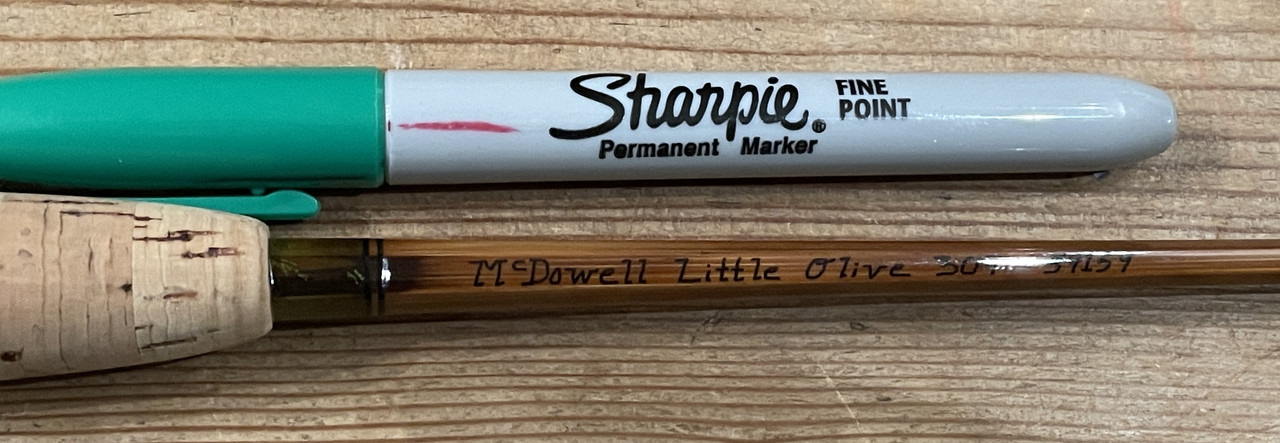 Sharpie®
FINE
POINT
Permanent Marker
McDowell Little Olive